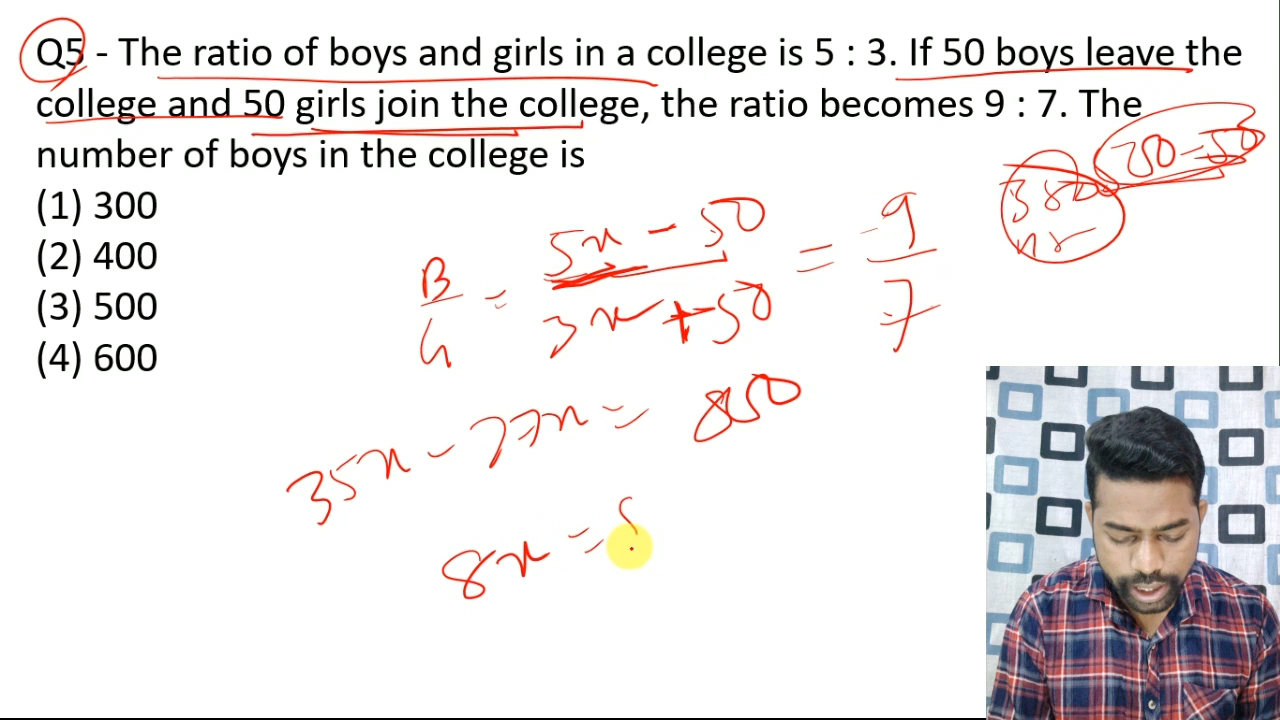 Q5 - The ratio of boys and girls in a college is 5 : 3. If 50 boys leave the
college and 50 girls join the college, the ratio becomes 9 : 7. The
number of boys in the college is
(1) 300
(2) 400
(3) 500
(4) 600
B/G = 5x - 50 / 3x + 50 = 9/7
35x - 27x = 850
8x =